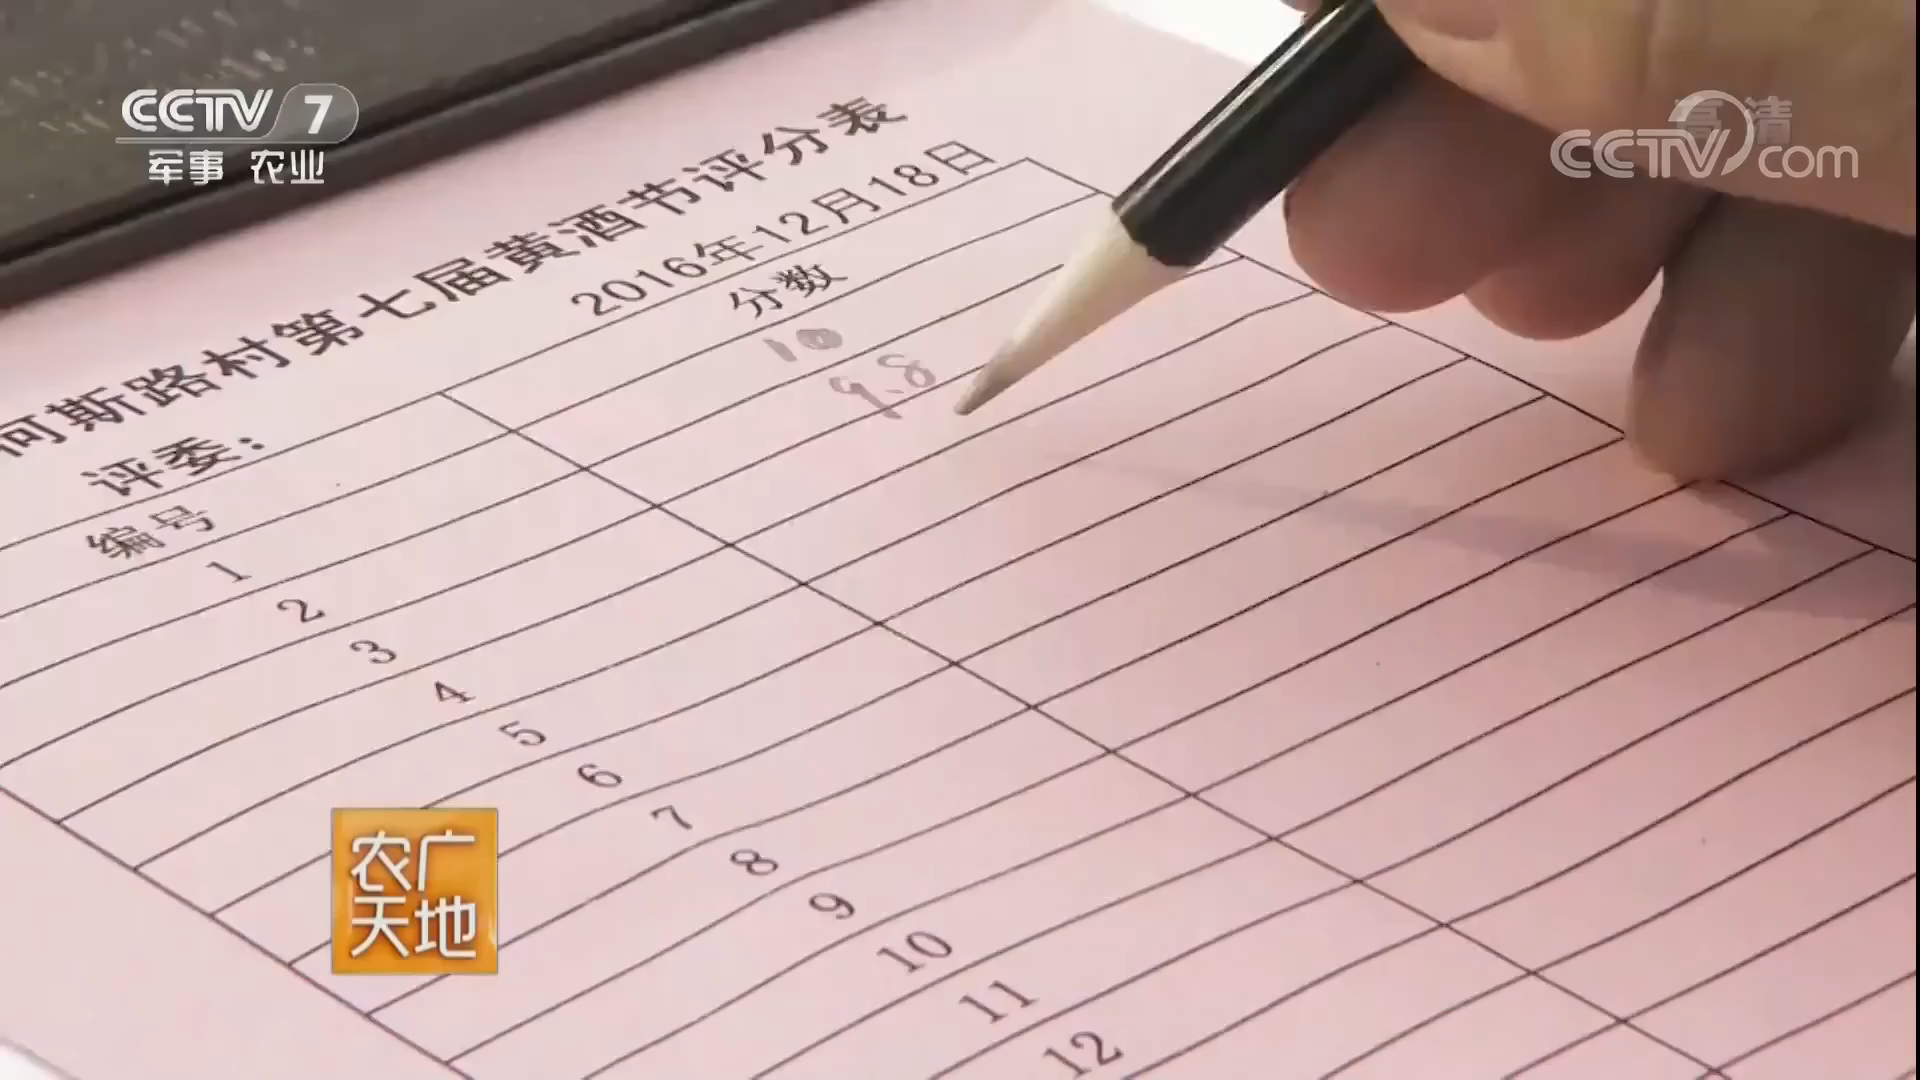 CCTV 7
军事 农业
高清
CCTV.com
何斯路村第七届黄酒节评分表
2016年12月18日
评委：
编号 分数
1 10
2 9.8
3
4
5
6
7
8
9
10
11
12
农广
天地